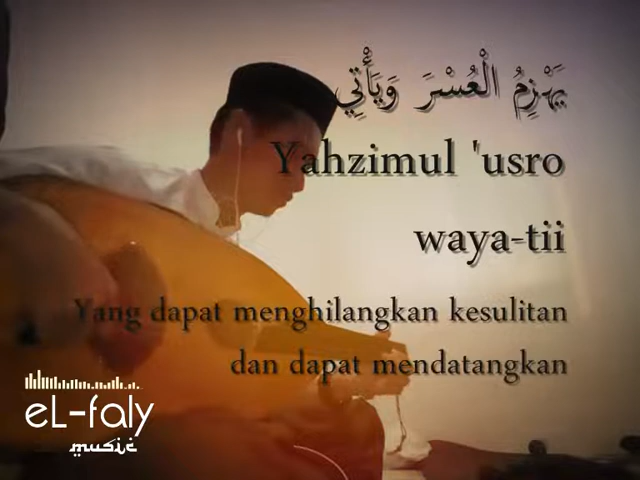 يَهْزِمُ الْعُسْرَ وَيَأْتِي
Yahzimul 'usro
waya-tii
Yang dapat menghilangkan kesulitan
dan dapat mendatangkan
eL-faly
music